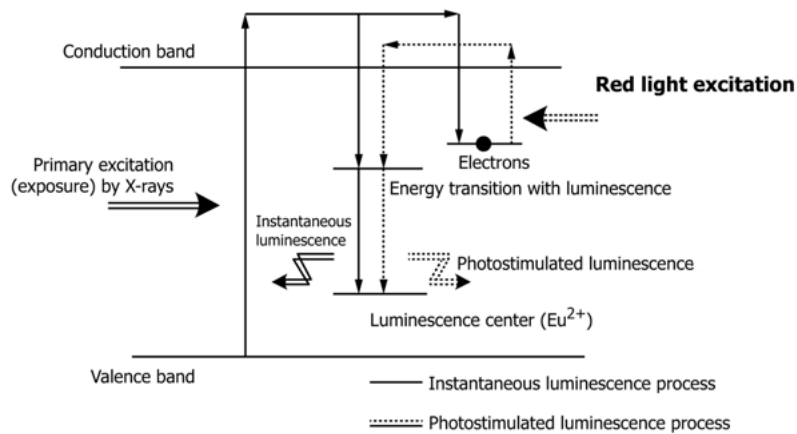 Conduction band
Red light excitation
Electrons
Primary excitation
(exposure) by X-rays
Energy transition with luminescence
Instantaneous
luminescence
Photostimulated luminescence
Luminescence center (Eu²⁺)
Valence band
Instantaneous luminescence process
Photostimulated luminescence process